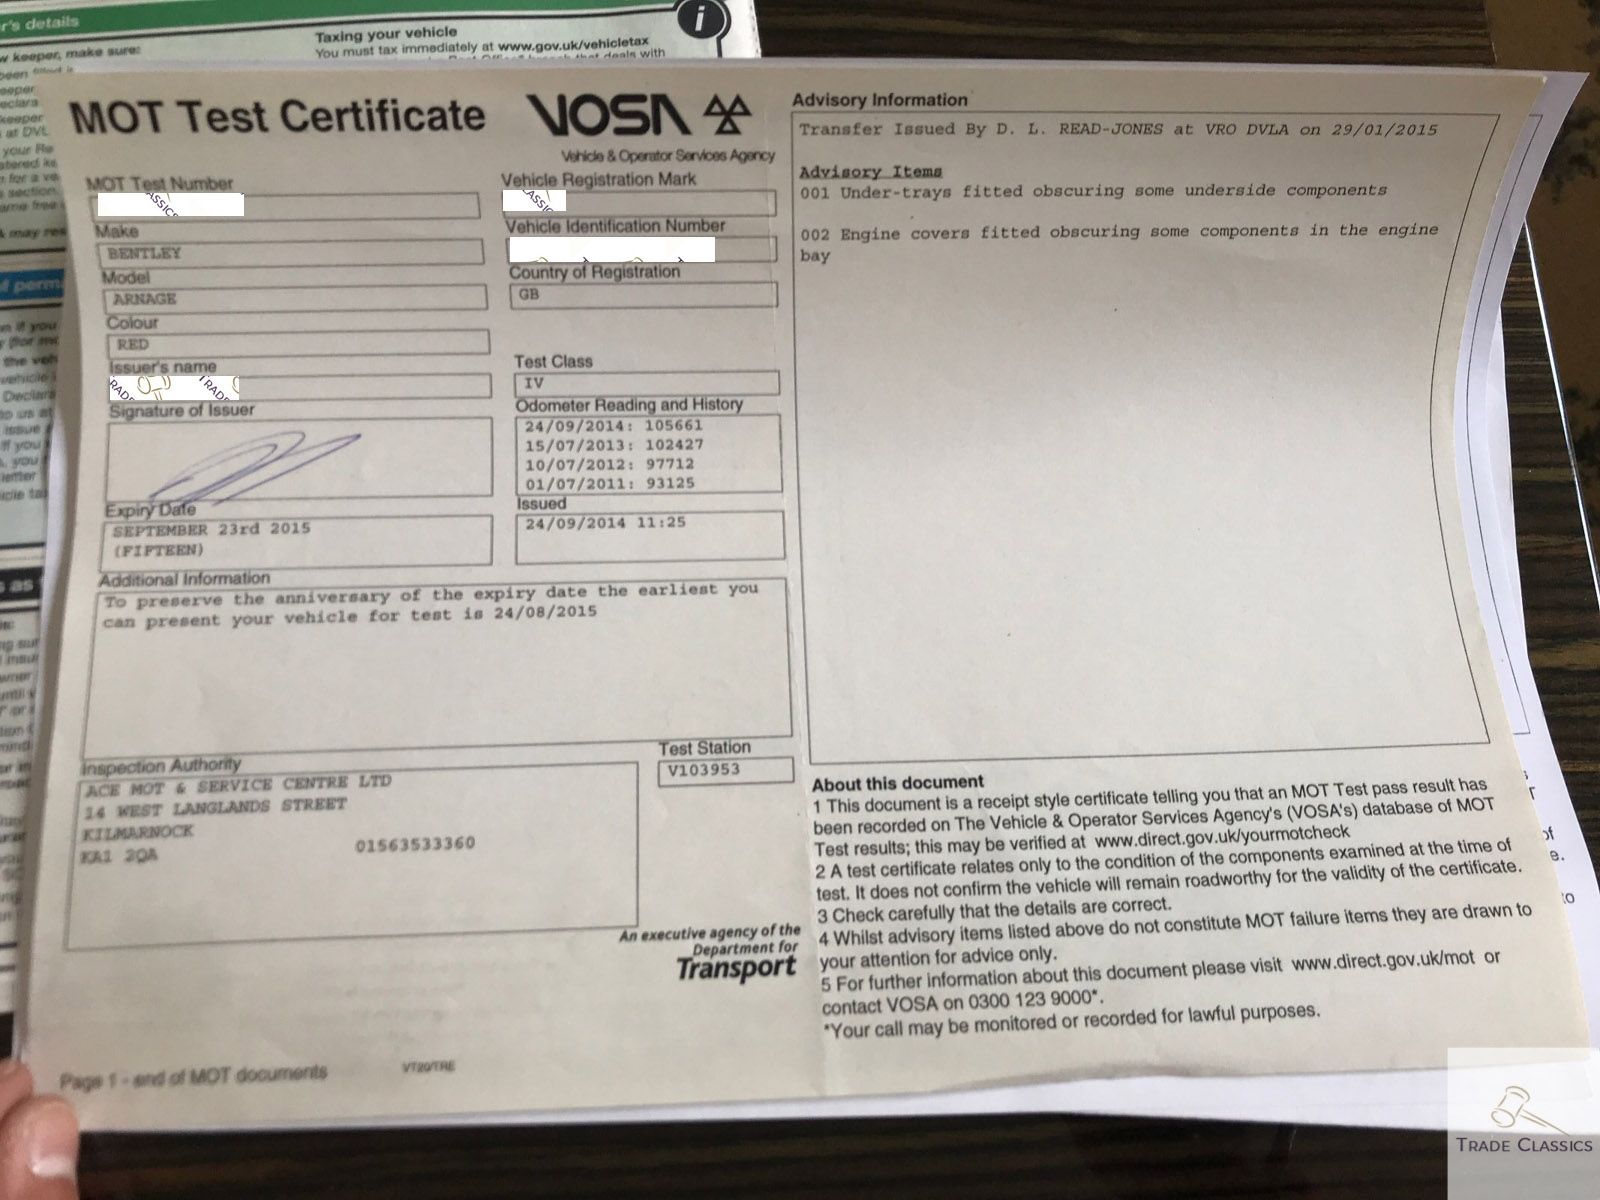 r's details
w keeper, make sure:
Taxing your vehicle
You must tax immediately at www.gov.uk/vehicletax
that deals with
i
MOT Test Certificate
VOSA
Vehicle & Operator Services Agency
MOT Test Number
Vehicle Registration Mark
Make
BENTLEY
Vehicle Identification Number
Model
ARNAGE
Country of Registration
GB
Colour
RED
Issuer's name
Test Class
IV
Signature of Issuer
Odometer Reading and History
24/09/2014: 105661
15/07/2013: 102427
10/07/2012: 97712
01/07/2011: 93125
Expiry Date
SEPTEMBER 23rd 2015
(FIFTEEN)
Issued
24/09/2014 11:25
Additional Information
To preserve the anniversary of the expiry date the earliest you
can present your vehicle for test is 24/08/2015
Inspection Authority
ACE MOT & SERVICE CENTRE LTD
14 WEST LANGLANDS STREET
KILMARNOCK
KA1 2QA 01563533360
Test Station
V103953
An executive agency of the
Department for
Transport
Page 1 - end of MOT documents
VT20/TRE
Advisory Information
Transfer Issued By D. L. READ-JONES at VRO DVLA on 29/01/2015
Advisory Items
001 Under-trays fitted obscuring some underside components
002 Engine covers fitted obscuring some components in the engine
bay
About this document
1 This document is a receipt style certificate telling you that an MOT Test pass result has
been recorded on The Vehicle & Operator Services Agency's (VOSA's) database of MOT
Test results; this may be verified at www.direct.gov.uk/yourmotcheck
2 A test certificate relates only to the condition of the components examined at the time of
test. It does not confirm the vehicle will remain roadworthy for the validity of the certificate.
3 Check carefully that the details are correct.
4 Whilst advisory items listed above do not constitute MOT failure items they are drawn to
your attention for advice only.
5 For further information about this document please visit www.direct.gov.uk/mot or
contact VOSA on 0300 123 9000*.
*Your call may be monitored or recorded for lawful purposes.
TRADE CLASSICS